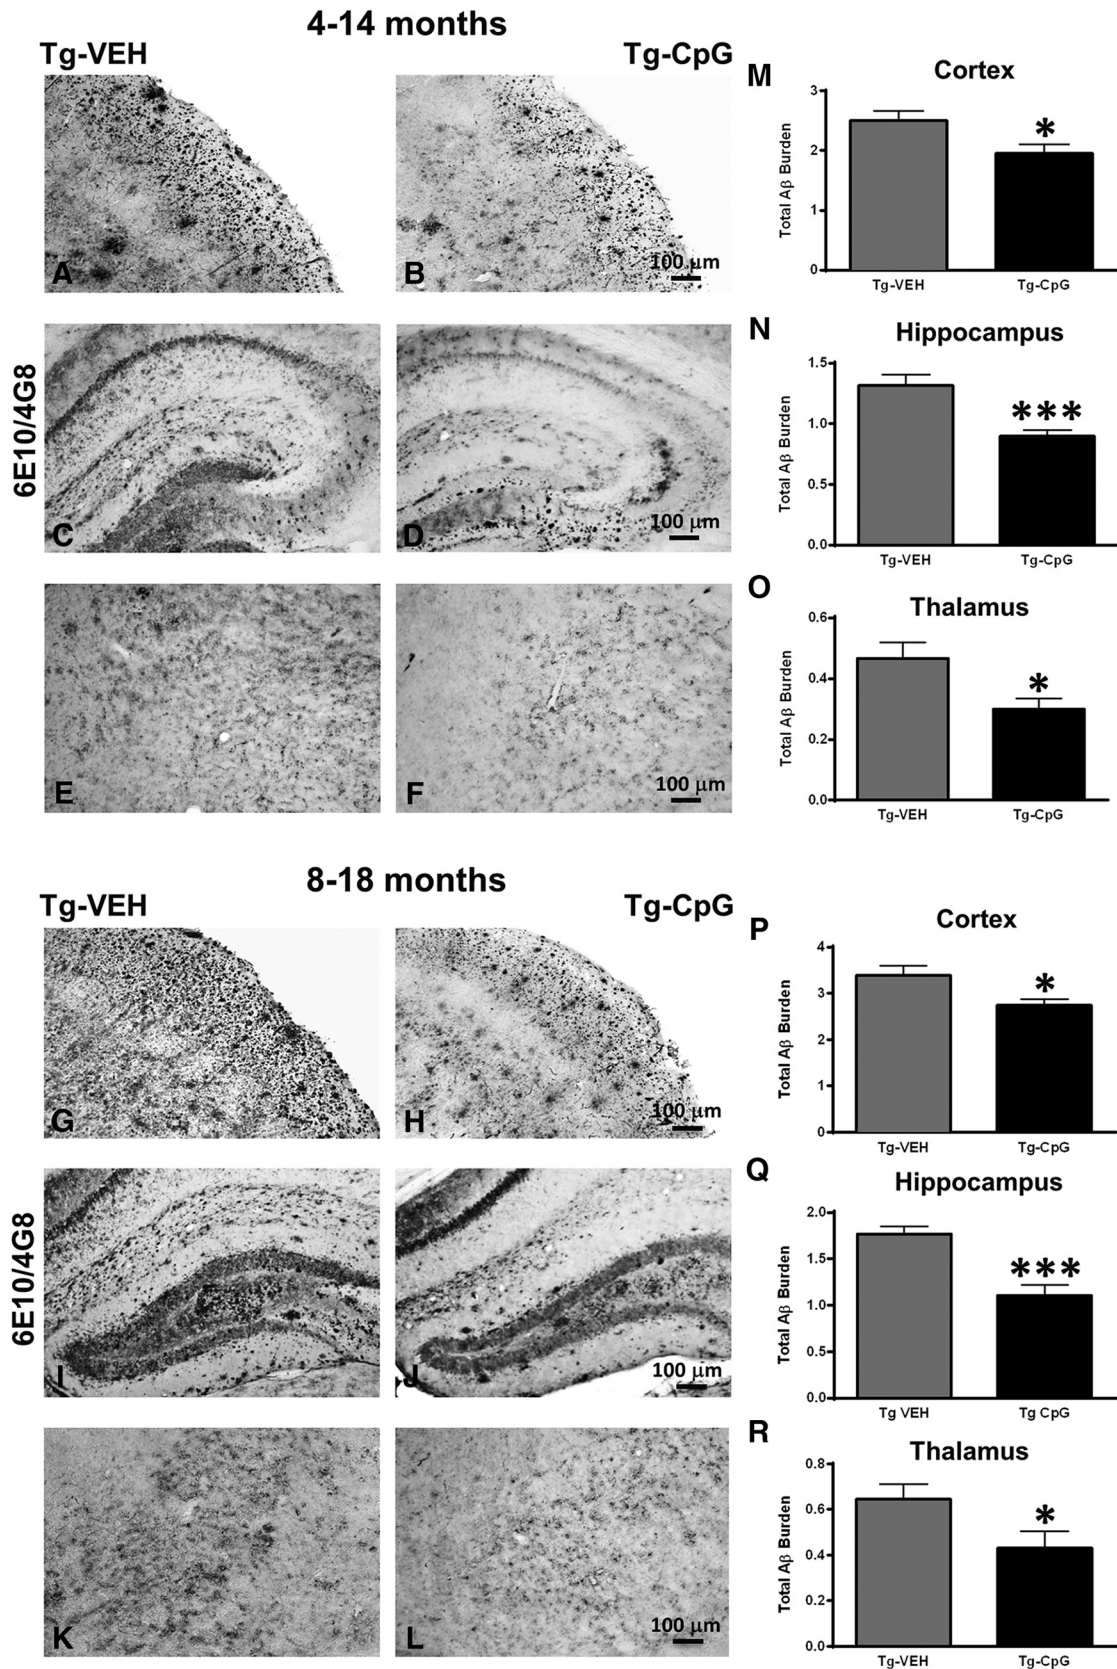 4-14 months
Tg-VEH
Tg-CpG
6E10/4G8
A
B
100 μm
C
D
100 μm
E
F
100 μm
M
Cortex
Total Aβ Burden
3
2
1
0
Tg-VEH
Tg-CpG
*
N
Hippocampus
Total Aβ Burden
1.5
1.0
0.5
0.0
Tg-VEH
Tg-CpG
***
O
Thalamus
Total Aβ Burden
0.6
0.4
0.2
0.0
Tg-VEH
Tg-CpG
*
8-18 months
Tg-VEH
Tg-CpG
6E10/4G8
G
H
100 μm
I
J
100 μm
K
L
100 μm
P
Cortex
Total Aβ Burden
4
3
2
1
0
Tg-VEH
Tg-CpG
*
Q
Hippocampus
Total Aβ Burden
2.0
1.5
1.0
0.5
0.0
Tg VEH
Tg CpG
***
R
Thalamus
Total Aβ Burden
0.8
0.6
0.4
0.2
0.0
Tg-VEH
Tg-CpG
*